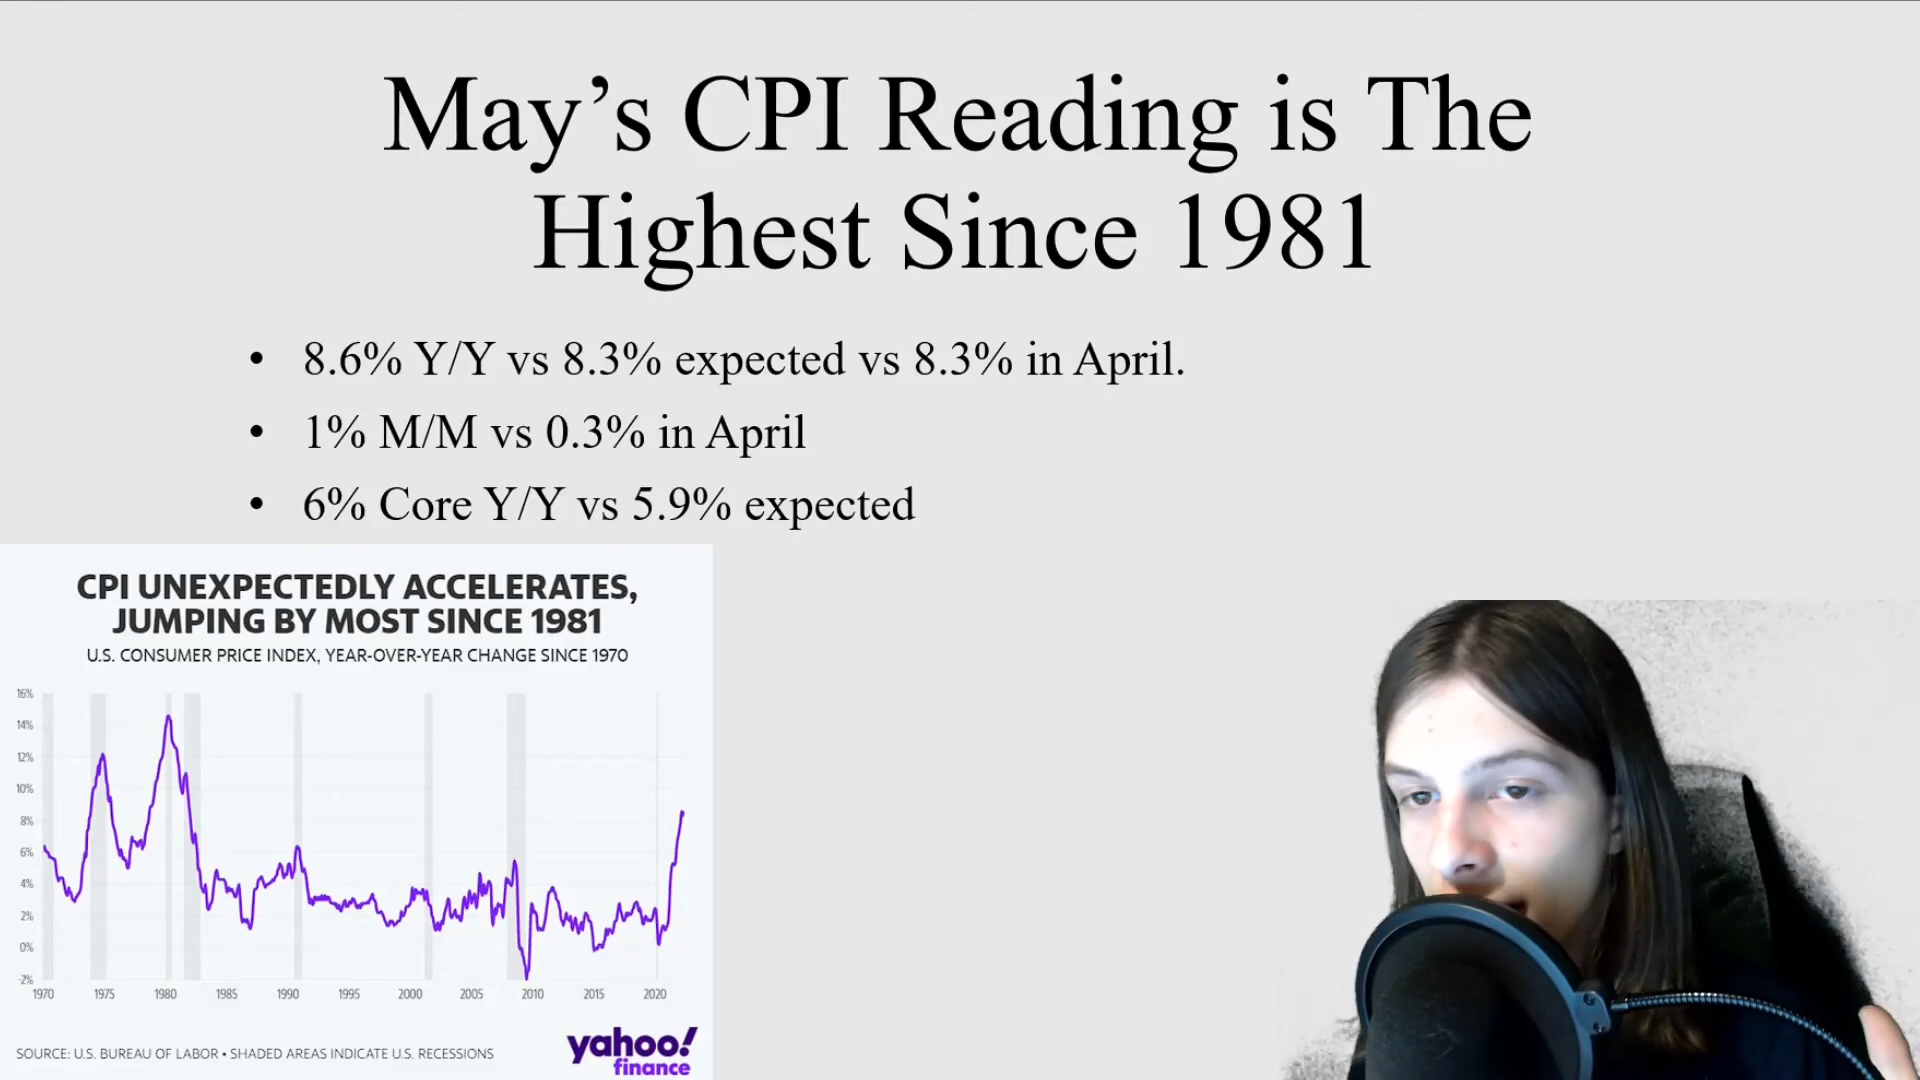 May’s CPI Reading is The
Highest Since 1981
• 8.6% Y/Y vs 8.3% expected vs 8.3% in April.
• 1% M/M vs 0.3% in April
• 6% Core Y/Y vs 5.9% expected
CPI UNEXPECTEDLY ACCELERATES,
JUMPING BY MOST SINCE 1981
U.S. CONSUMER PRICE INDEX, YEAR-OVER-YEAR CHANGE SINCE 1970
16%
14%
12%
10%
8%
6%
4%
2%
0%
-2%
1970 1975 1980 1985 1990 1995 2000 2005 2010 2015 2020
SOURCE: U.S. BUREAU OF LABOR • SHADED AREAS INDICATE U.S. RECESSIONS
yahoo!
finance